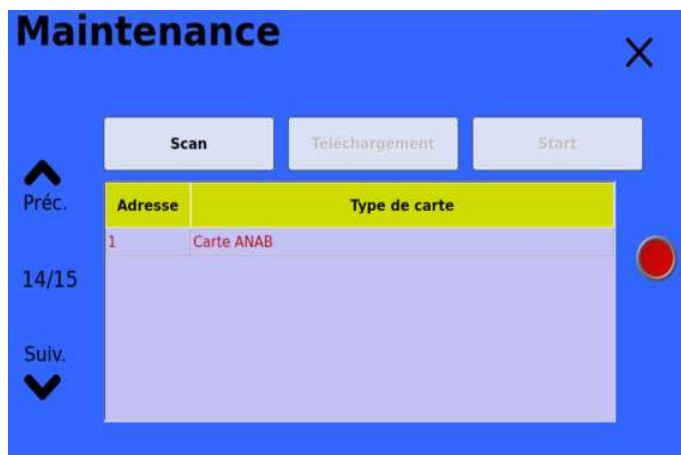 Maintenance
Scan Téléchargement Start
Préc.
Adresse Type de carte
1 Carte ANAB
14/15
Suiv.